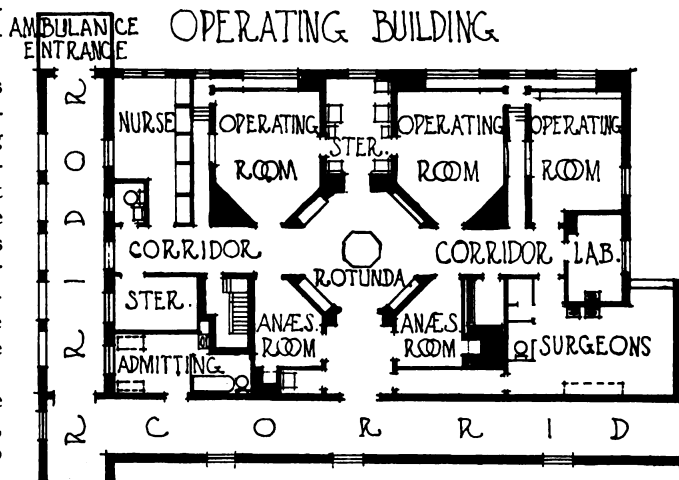 OPERATING BUILDING
AMBULANCE
ENTRANCE
NURSE
OPERATING
ROOM
STER.
OPERATING
ROOM
OPERATING
ROOM
CORRIDOR
ROTUNDA.
CORRIDOR
LAB.
STER.
ANÆS.
ROOM
ANÆS.
ROOM
SURGEONS
ADMITTING
RRIDOR
CORRID